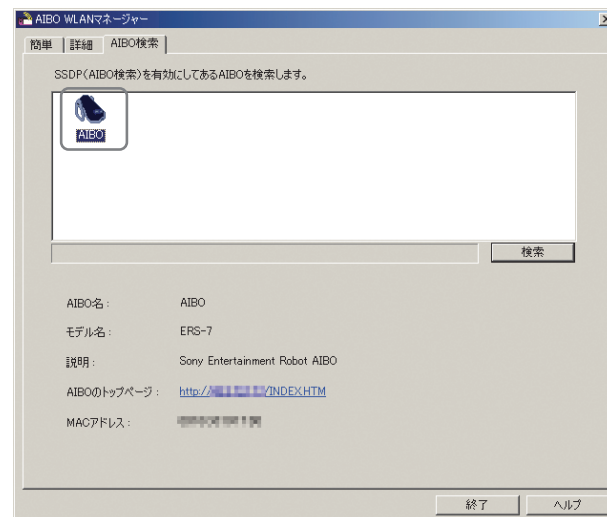 AIBO WLANマネージャー
簡単 詳細 AIBO検索
SSDP(AIBO検索)を有効にしてあるAIBOを検索します。
AIBO
検索
AIBO名: AIBO
モデル名: ERS-7
説明: Sony Entertainment Robot AIBO
AIBOのトップページ: http:// /INDEX.HTM
MACアドレス:
終了 ヘルプ